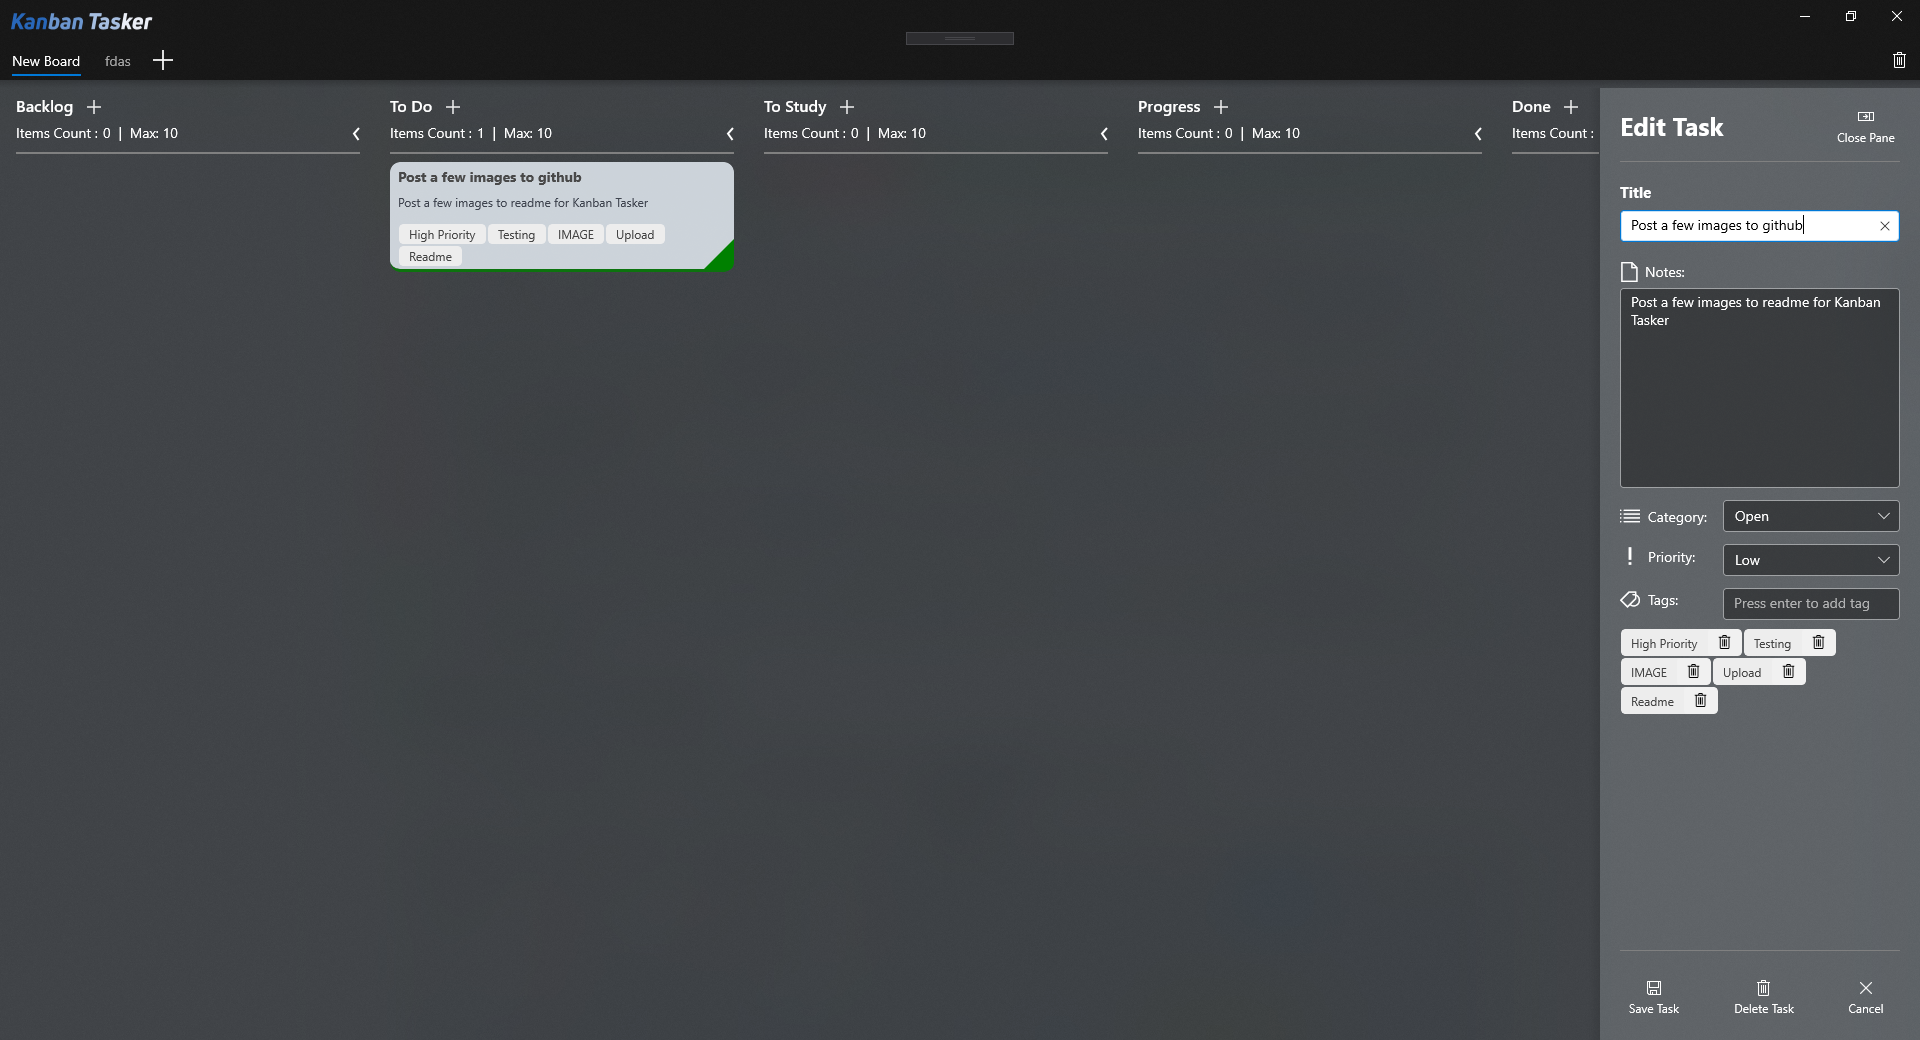 Kanban Tasker
New Board fdas
Backlog
Items Count : 0 | Max: 10
To Do
Items Count : 1 | Max: 10
Post a few images to github
Post a few images to readme for Kanban Tasker
High Priority Testing IMAGE Upload
Readme
To Study
Items Count : 0 | Max: 10
Progress
Items Count : 0 | Max: 10
Done
Items Count :
Edit Task
Close Pane
Title
Post a few images to github
Notes:
Post a few images to readme for Kanban
Tasker
Category: Open
Priority: Low
Tags: Press enter to add tag
High Priority Testing
IMAGE Upload
Readme
Save Task Delete Task Cancel